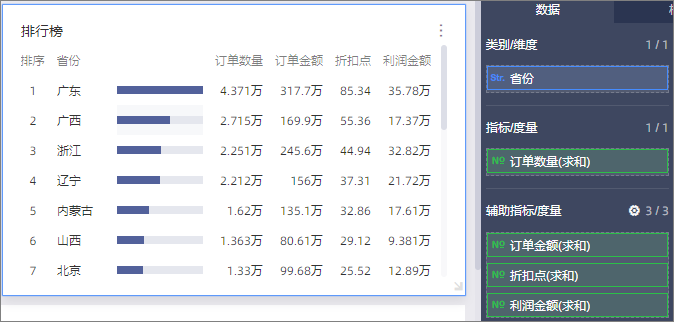 排行榜
排序 省份 订单数量 订单金额 折扣点 利润金额
1 广东 4.371万 317.7万 85.34 35.78万
2 广西 2.715万 169.9万 55.36 17.37万
3 浙江 2.251万 245.6万 44.94 32.82万
4 辽宁 2.212万 156万 37.31 21.72万
5 内蒙古 1.62万 135.1万 32.86 17.61万
6 山西 1.363万 80.61万 29.12 9.381万
7 北京 1.33万 99.68万 25.52 12.89万
数据
类别/维度 1 / 1
Str. 省份
指标/度量 1 / 1
№ 订单数量(求和)
辅助指标/度量 3 / 3
№ 订单金额(求和)
№ 折扣点(求和)
№ 利润金额(求和)